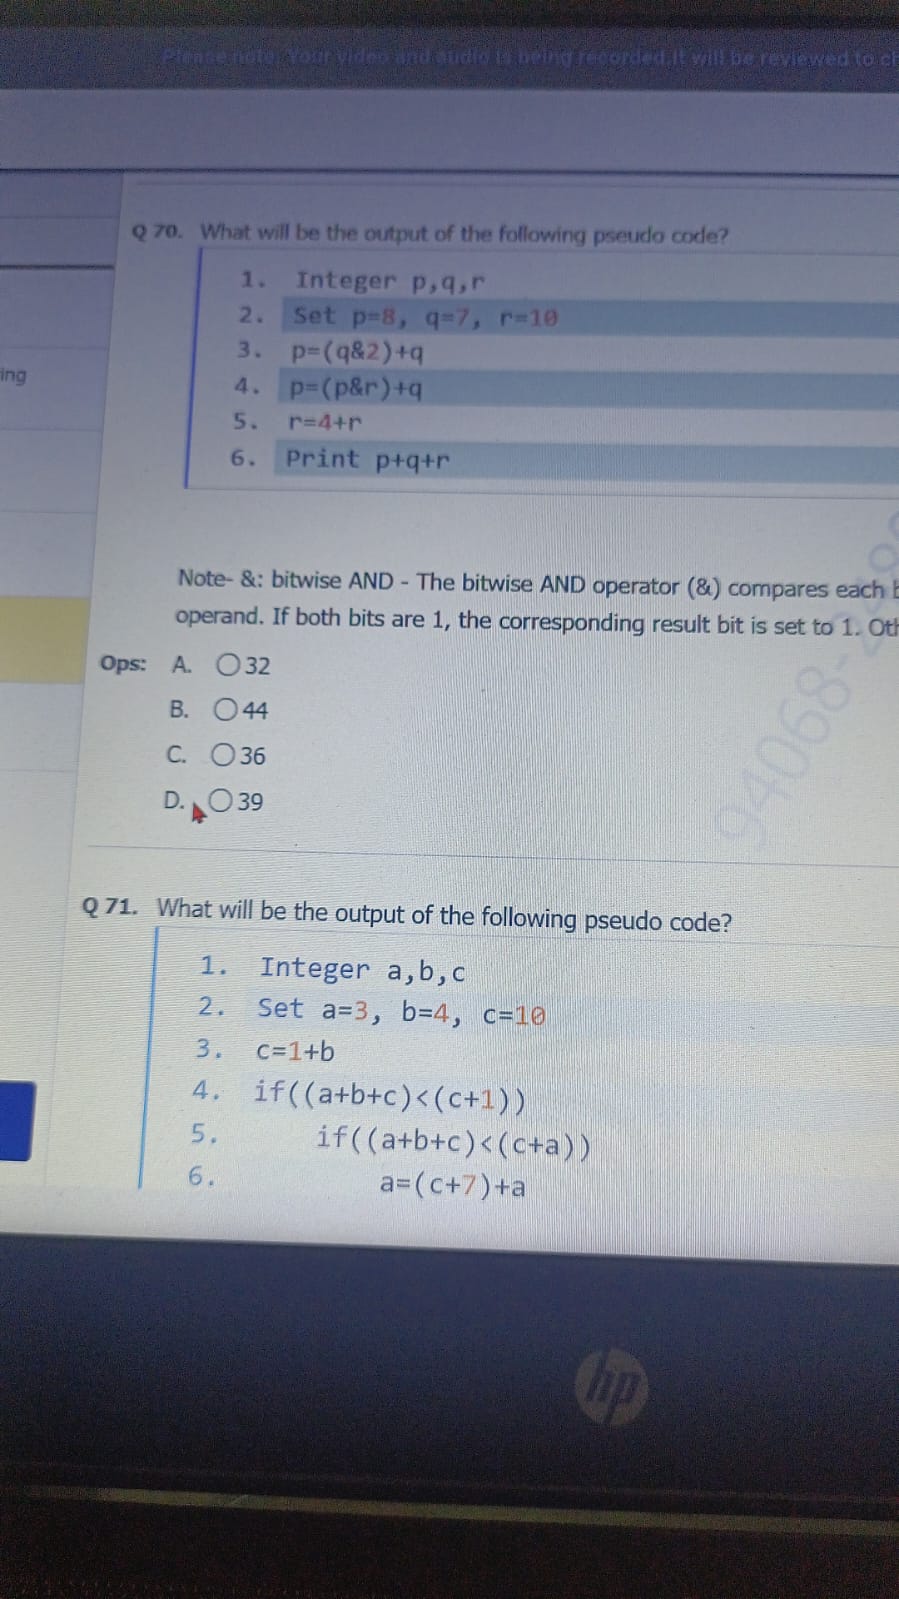 Please note: Your video and audio is being recorded.It will be reviewed to ch
Q 70. What will be the output of the following pseudo code?
1. Integer p,q,r
2. Set p=8, q=7, r=10
3. p=(q&2)+q
ing
4. p=(p&r)+q
5. r=4+r
6. Print p+q+r
Note- &: bitwise AND - The bitwise AND operator (&) compares each b
operand. If both bits are 1, the corresponding result bit is set to 1. Oth
Ops: A. 32
B. 44
C. 36
D. 39
94068-
Q 71. What will be the output of the following pseudo code?
1. Integer a,b,c
2. Set a=3, b=4, c=10
3. c=1+b
4. if((a+b+c)<(c+1))
5. if((a+b+c)<(c+a))
6. a=(c+7)+a
hp